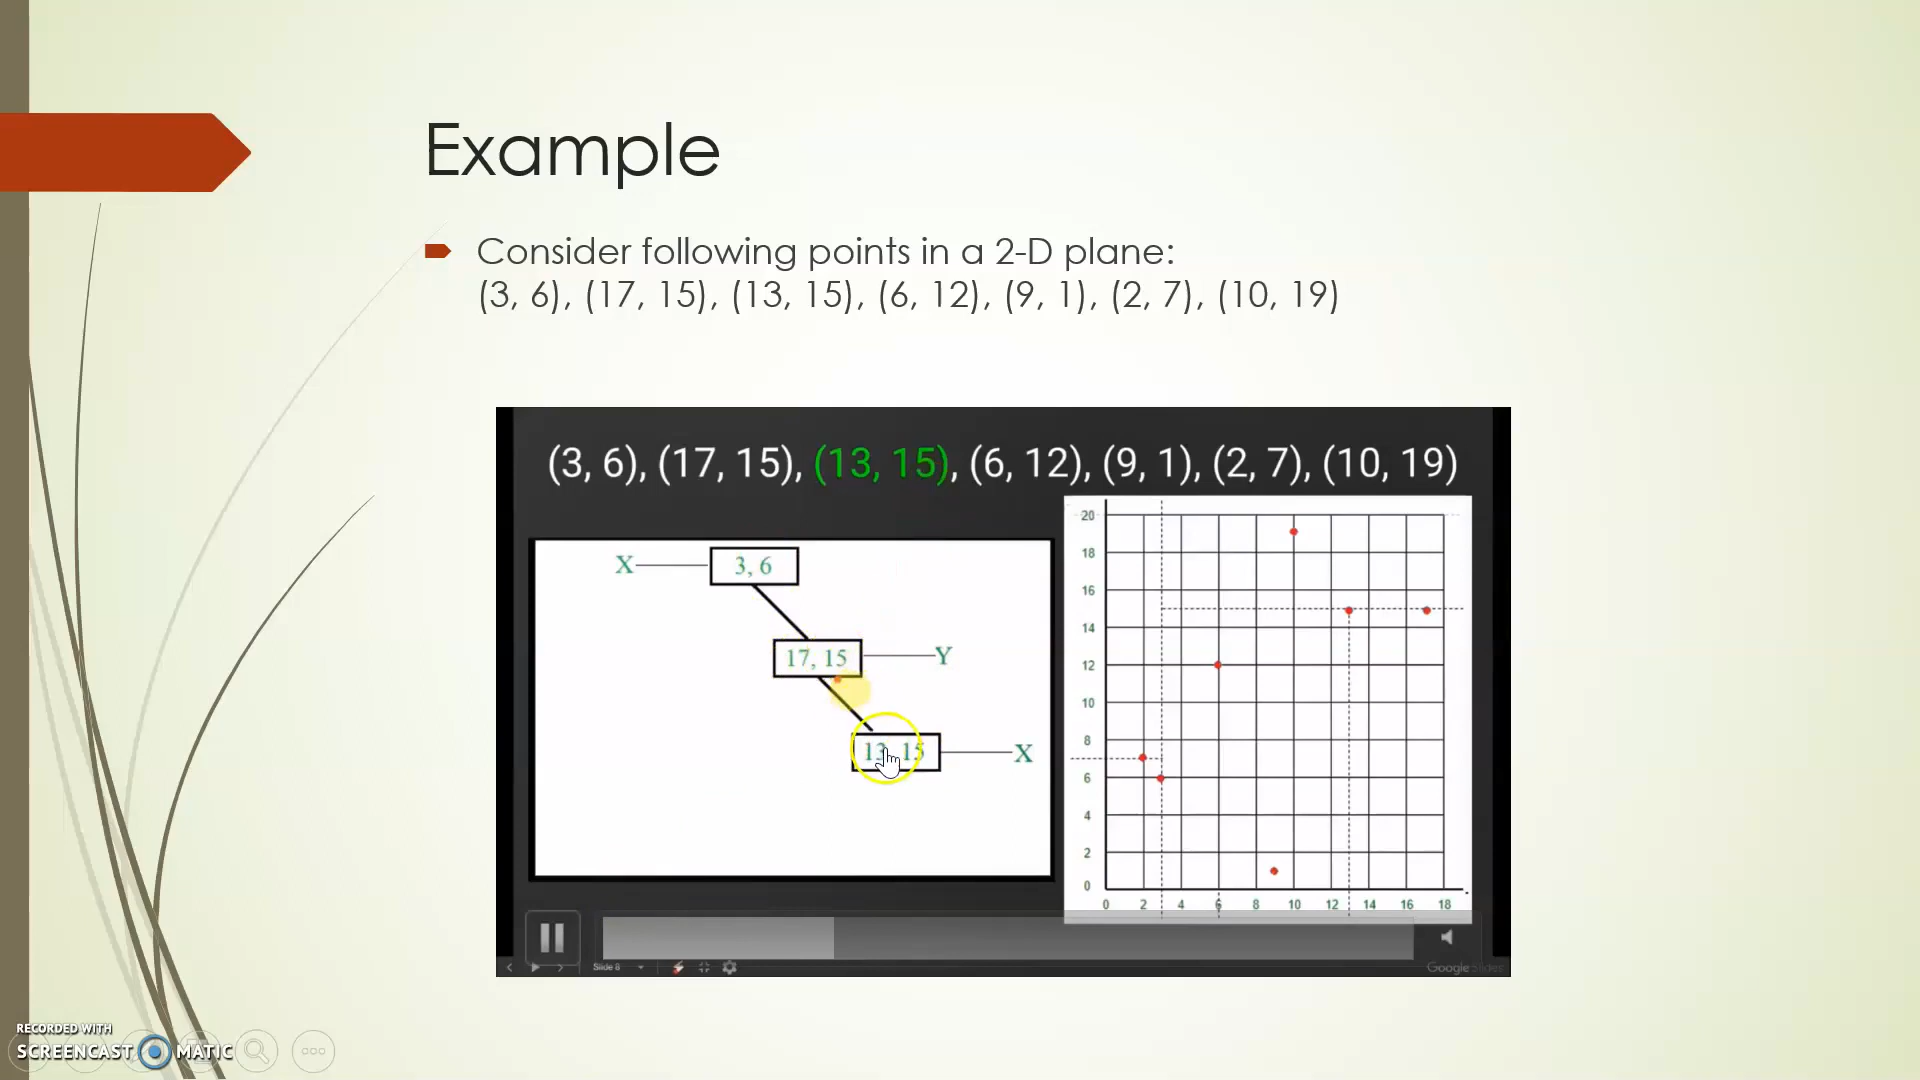 Example
Consider following points in a 2-D plane:
(3, 6), (17, 15), (13, 15), (6, 12), (9, 1), (2, 7), (10, 19)
(3, 6), (17, 15), (13, 15), (6, 12), (9, 1), (2, 7), (10, 19)
X 3, 6
17, 15 Y
13, 15 X
20
18
16
14
12
10
8
6
4
2
0
0 2 4 6 8 10 12 14 16 18
Slide 8
Google Slides
RECORDED WITH
SCREENCAST MATIC